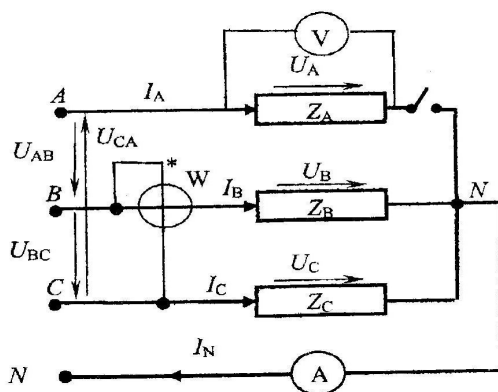 V
U_A
A I_A
Z_A
U_AB U_CA
* W
B I_B U_B N
Z_B
U_BC
C I_C U_C
Z_C
N I_N A